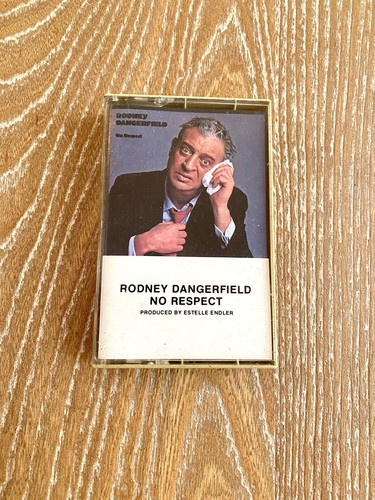 RODNEY
DANGERFIELD
No Respect
RODNEY DANGERFIELD
NO RESPECT
PRODUCED BY ESTELLE ENDLER